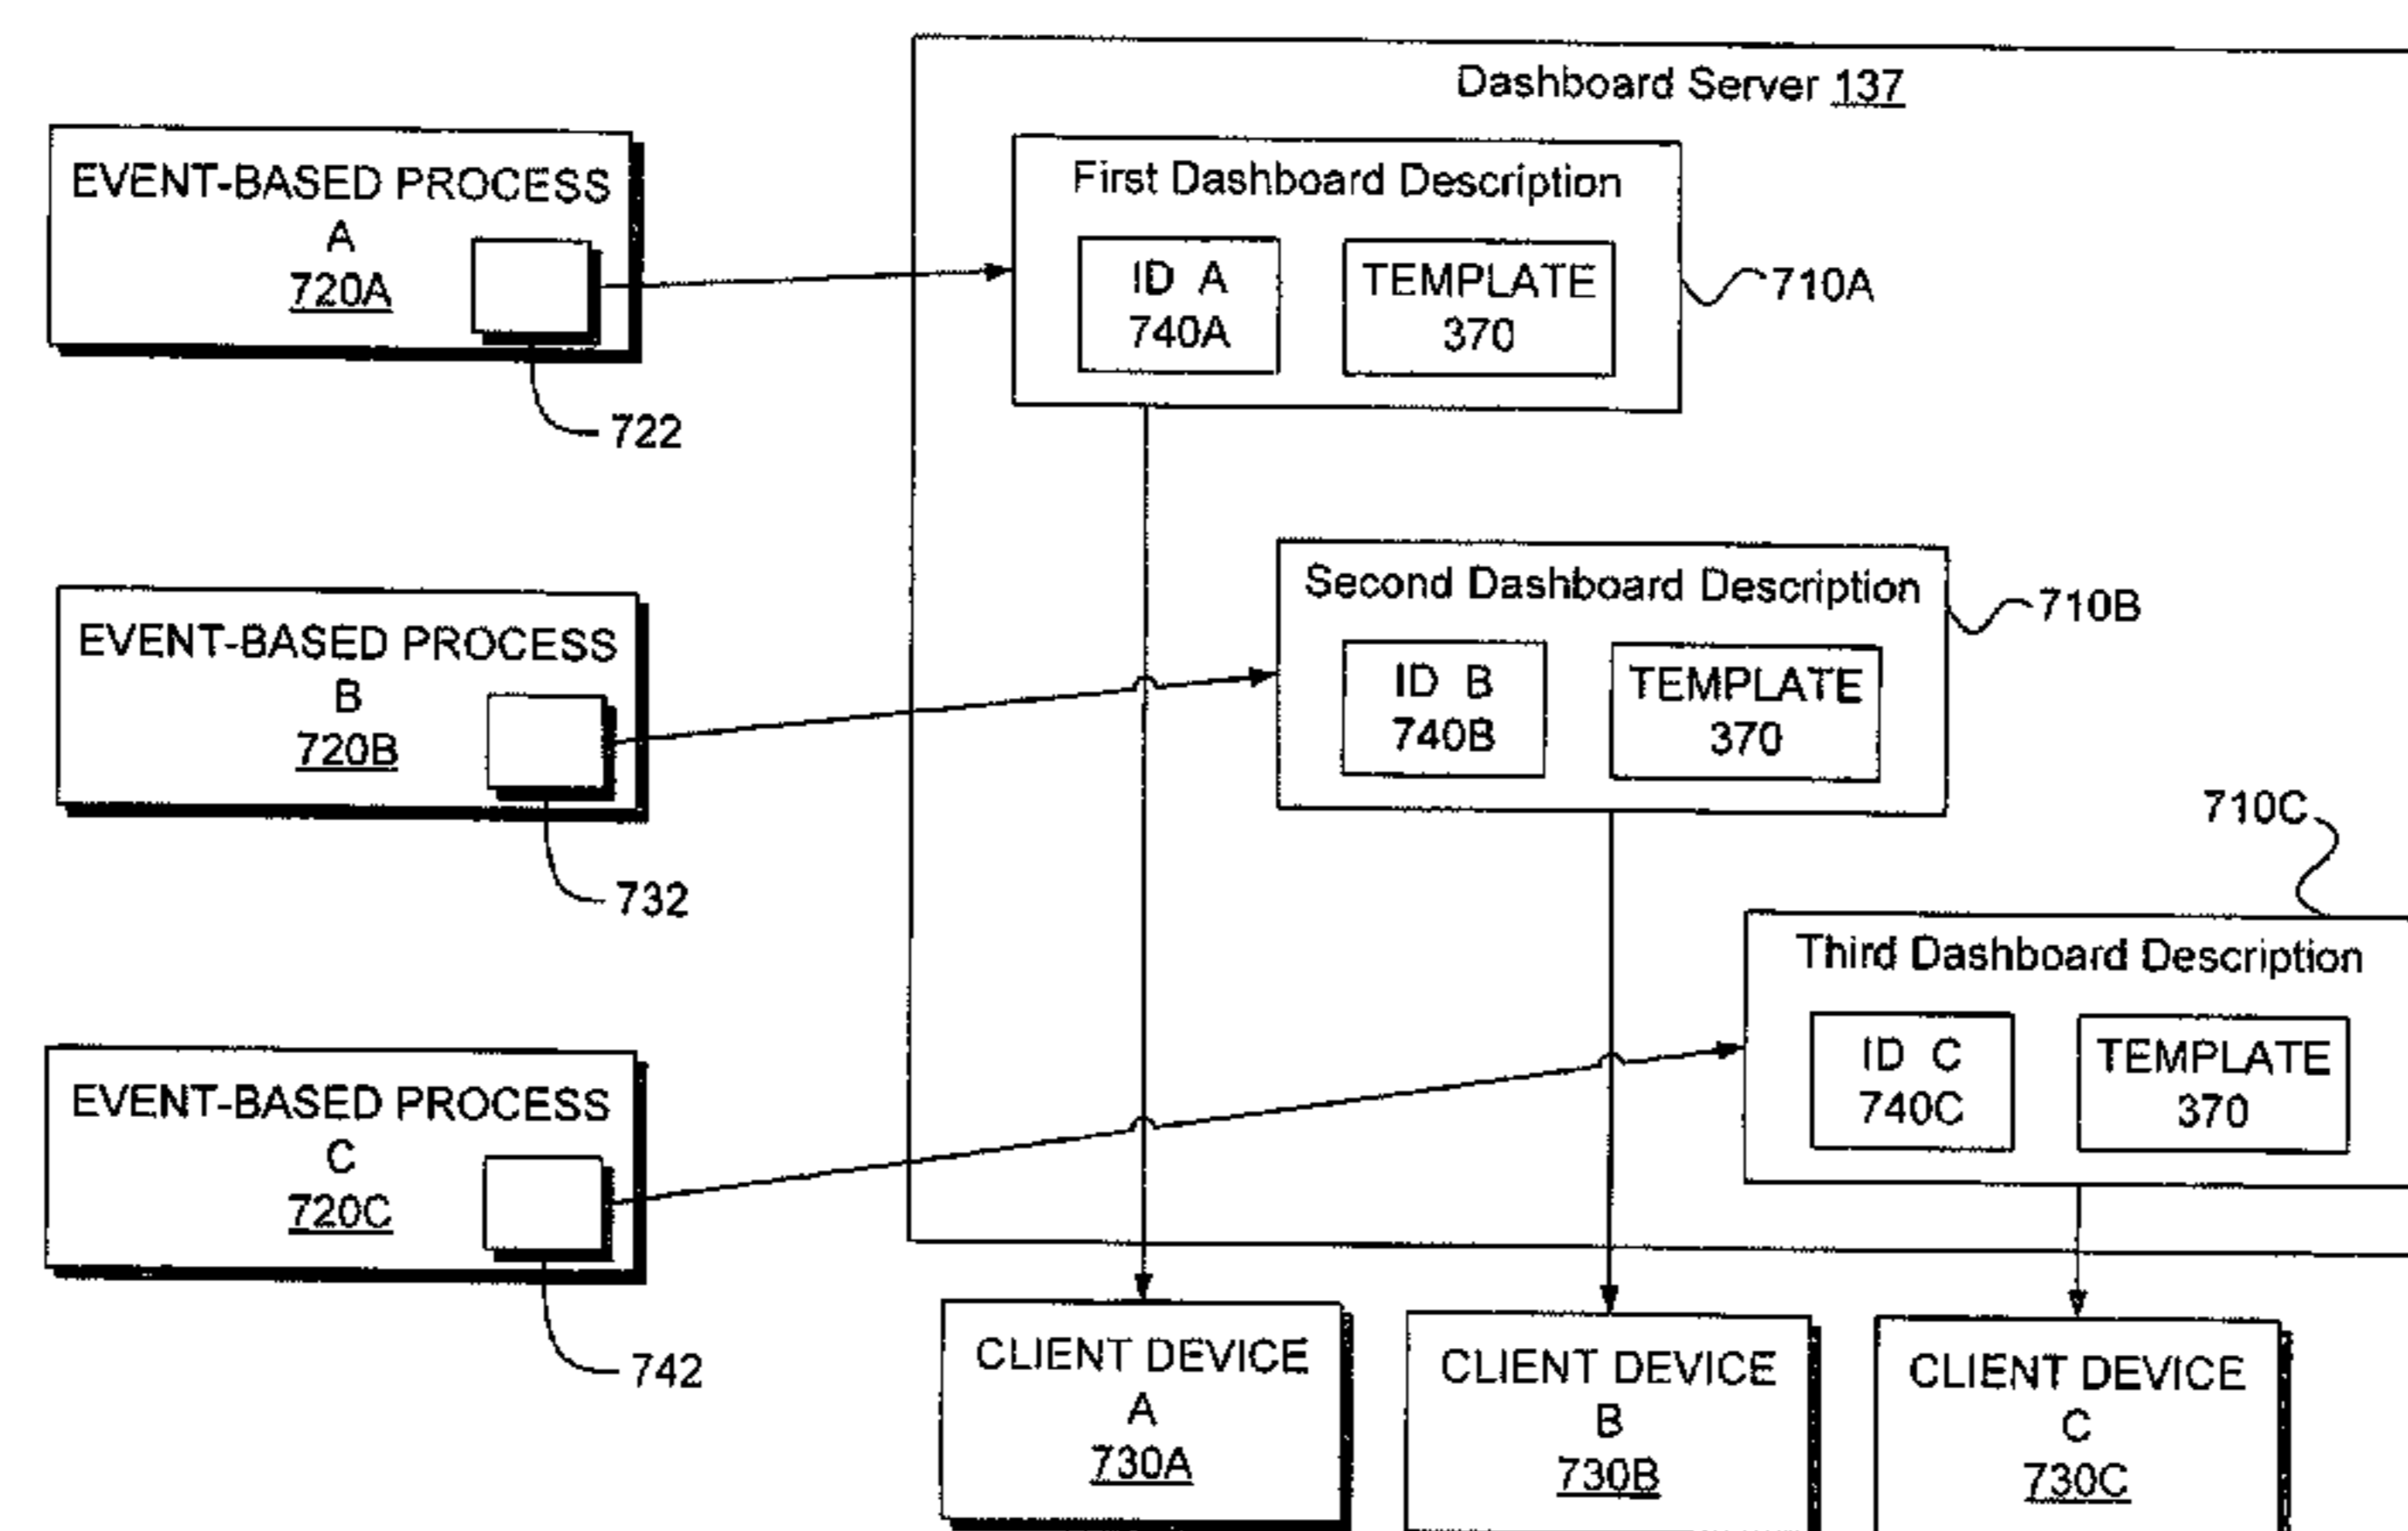 Dashboard Server 137
EVENT-BASED PROCESS
A
720A
722
First Dashboard Description
ID A
740A
TEMPLATE
370
710A
EVENT-BASED PROCESS
B
720B
732
Second Dashboard Description
ID B
740B
TEMPLATE
370
710B
EVENT-BASED PROCESS
C
720C
742
710C
Third Dashboard Description
ID C
740C
TEMPLATE
370
CLIENT DEVICE
A
730A
CLIENT DEVICE
B
730B
CLIENT DEVICE
C
730C